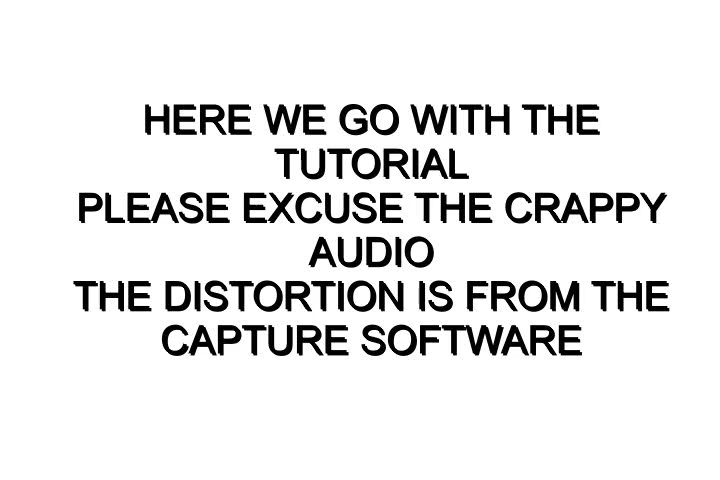 HERE WE GO WITH THE
TUTORIAL
PLEASE EXCUSE THE CRAPPY
AUDIO
THE DISTORTION IS FROM THE
CAPTURE SOFTWARE